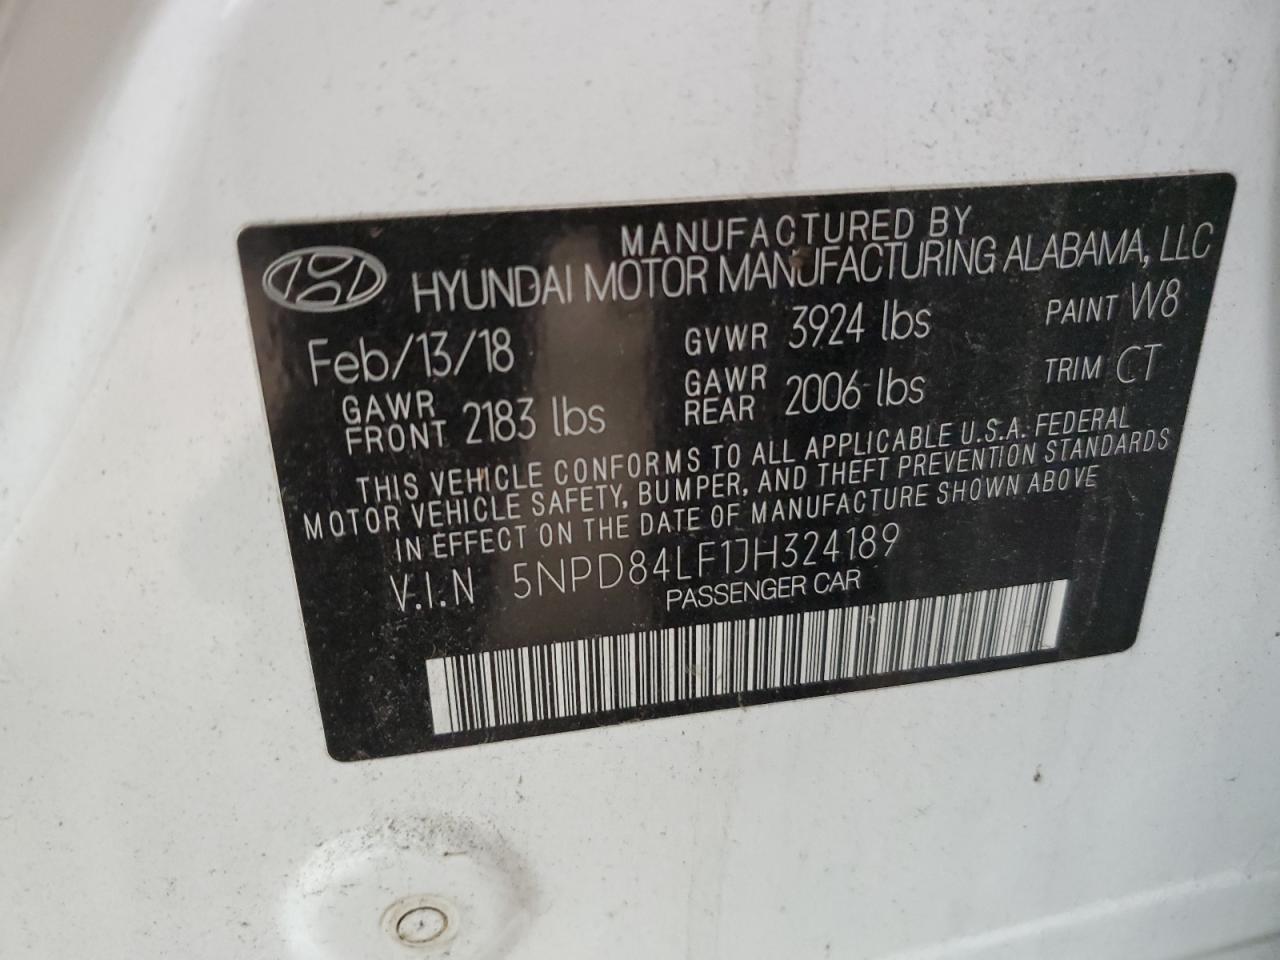 MANUFACTURED BY
HYUNDAI MOTOR MANUFACTURING ALABAMA, LLC
Feb/13/18 GVWR 3924 lbs PAINT W8
GAWR FRONT 2183 lbs GAWR REAR 2006 lbs TRIM CT
THIS VEHICLE CONFORMS TO ALL APPLICABLE U.S.A. FEDERAL
MOTOR VEHICLE SAFETY, BUMPER, AND THEFT PREVENTION STANDARDS
IN EFFECT ON THE DATE OF MANUFACTURE SHOWN ABOVE
V.I.N 5NPD84LF1JH324189
PASSENGER CAR